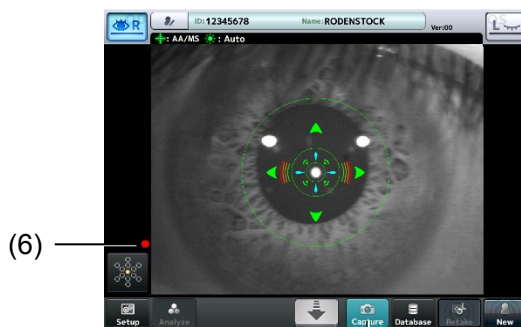 R ID: 12345678 Name: RODENSTOCK Ver:00 L
: AA/MS : Auto
(6)
Setup Analyze Capture Database Retake New